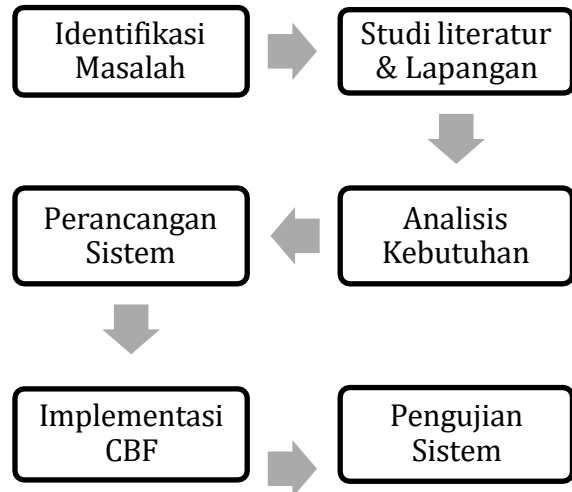 Identifikasi
Masalah
Studi literatur
& Lapangan
Analisis
Kebutuhan
Perancangan
Sistem
Implementasi
CBF
Pengujian
Sistem